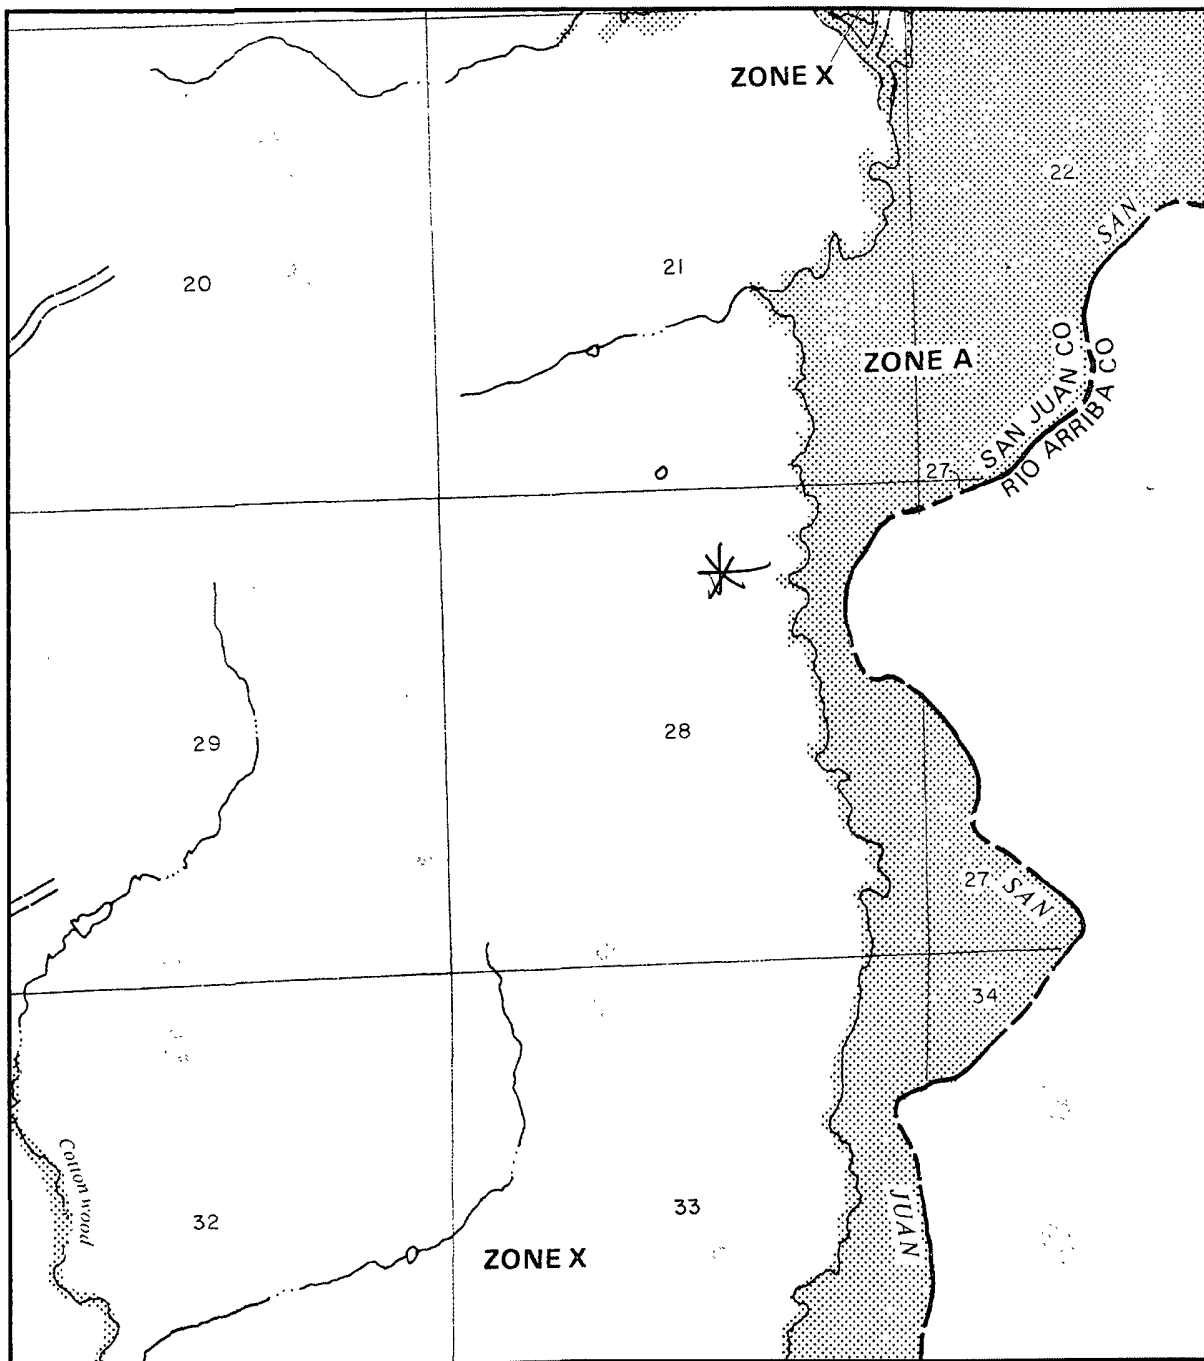 ZONE X
22
SAN
20
21
ZONE A
SAN JUAN CO
RIO ARRIBA CO
27
29
28
27
SAN
34
Cottonwood
32
33
JUAN
ZONE X